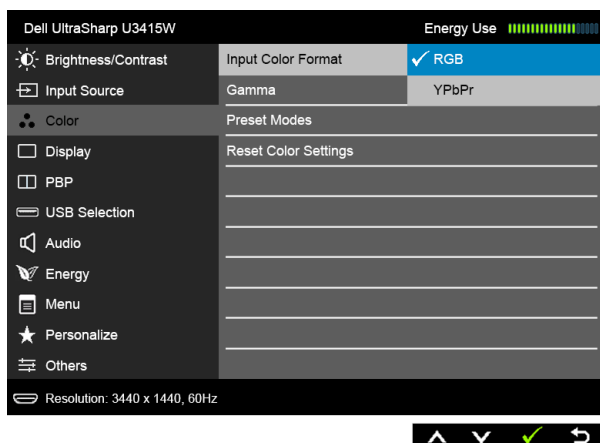 Dell UltraSharp U3415W Energy Use
Brightness/Contrast Input Color Format RGB
Input Source Gamma YPbPr
Color Preset Modes
Display Reset Color Settings
PBP
USB Selection
Audio
Energy
Menu
Personalize
Others
Resolution: 3440 x 1440, 60Hz